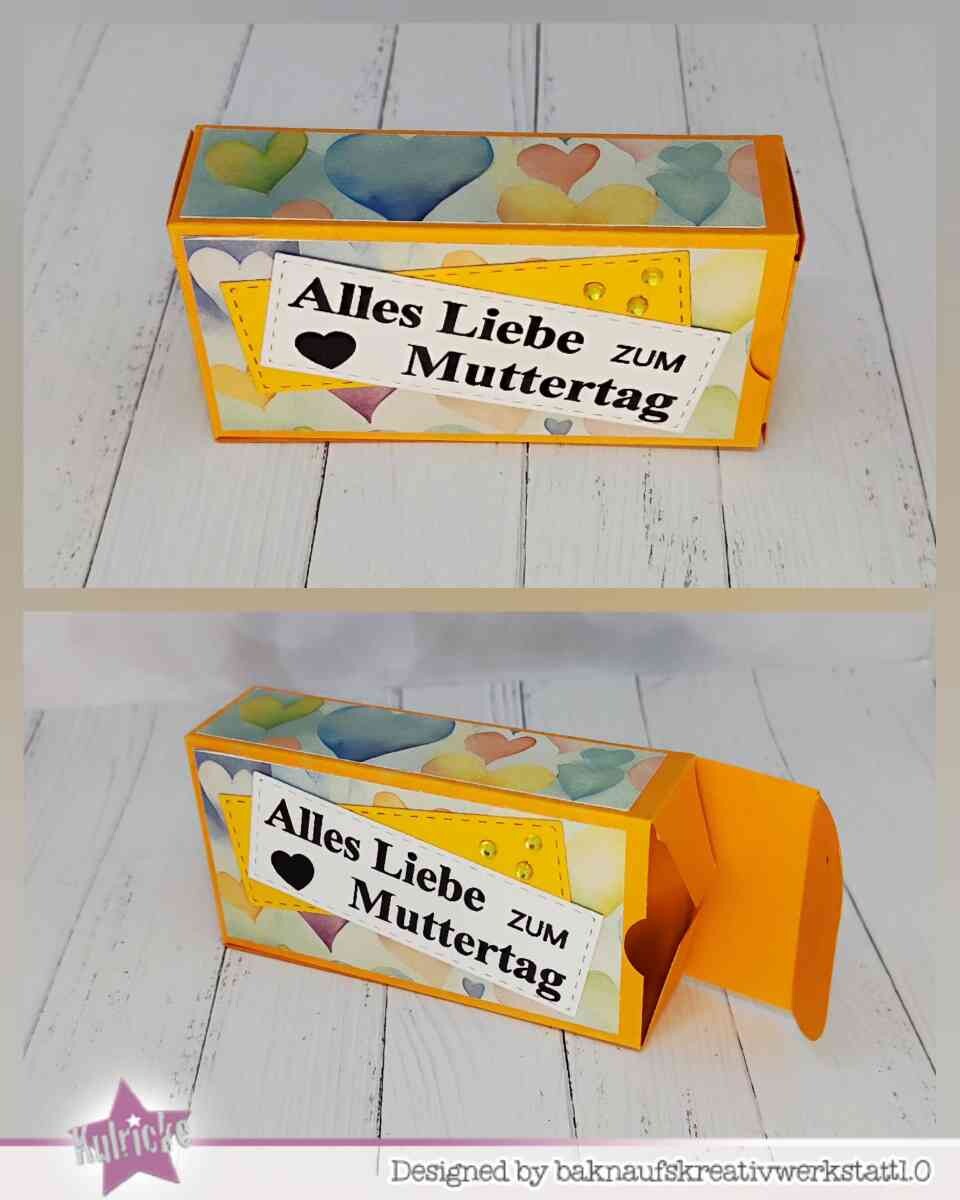 Alles Liebe
ZUM
Muttertag
Alles Liebe
ZUM
Muttertag
Kulricke
Designed by baknaufskreativwerkstatt1.0